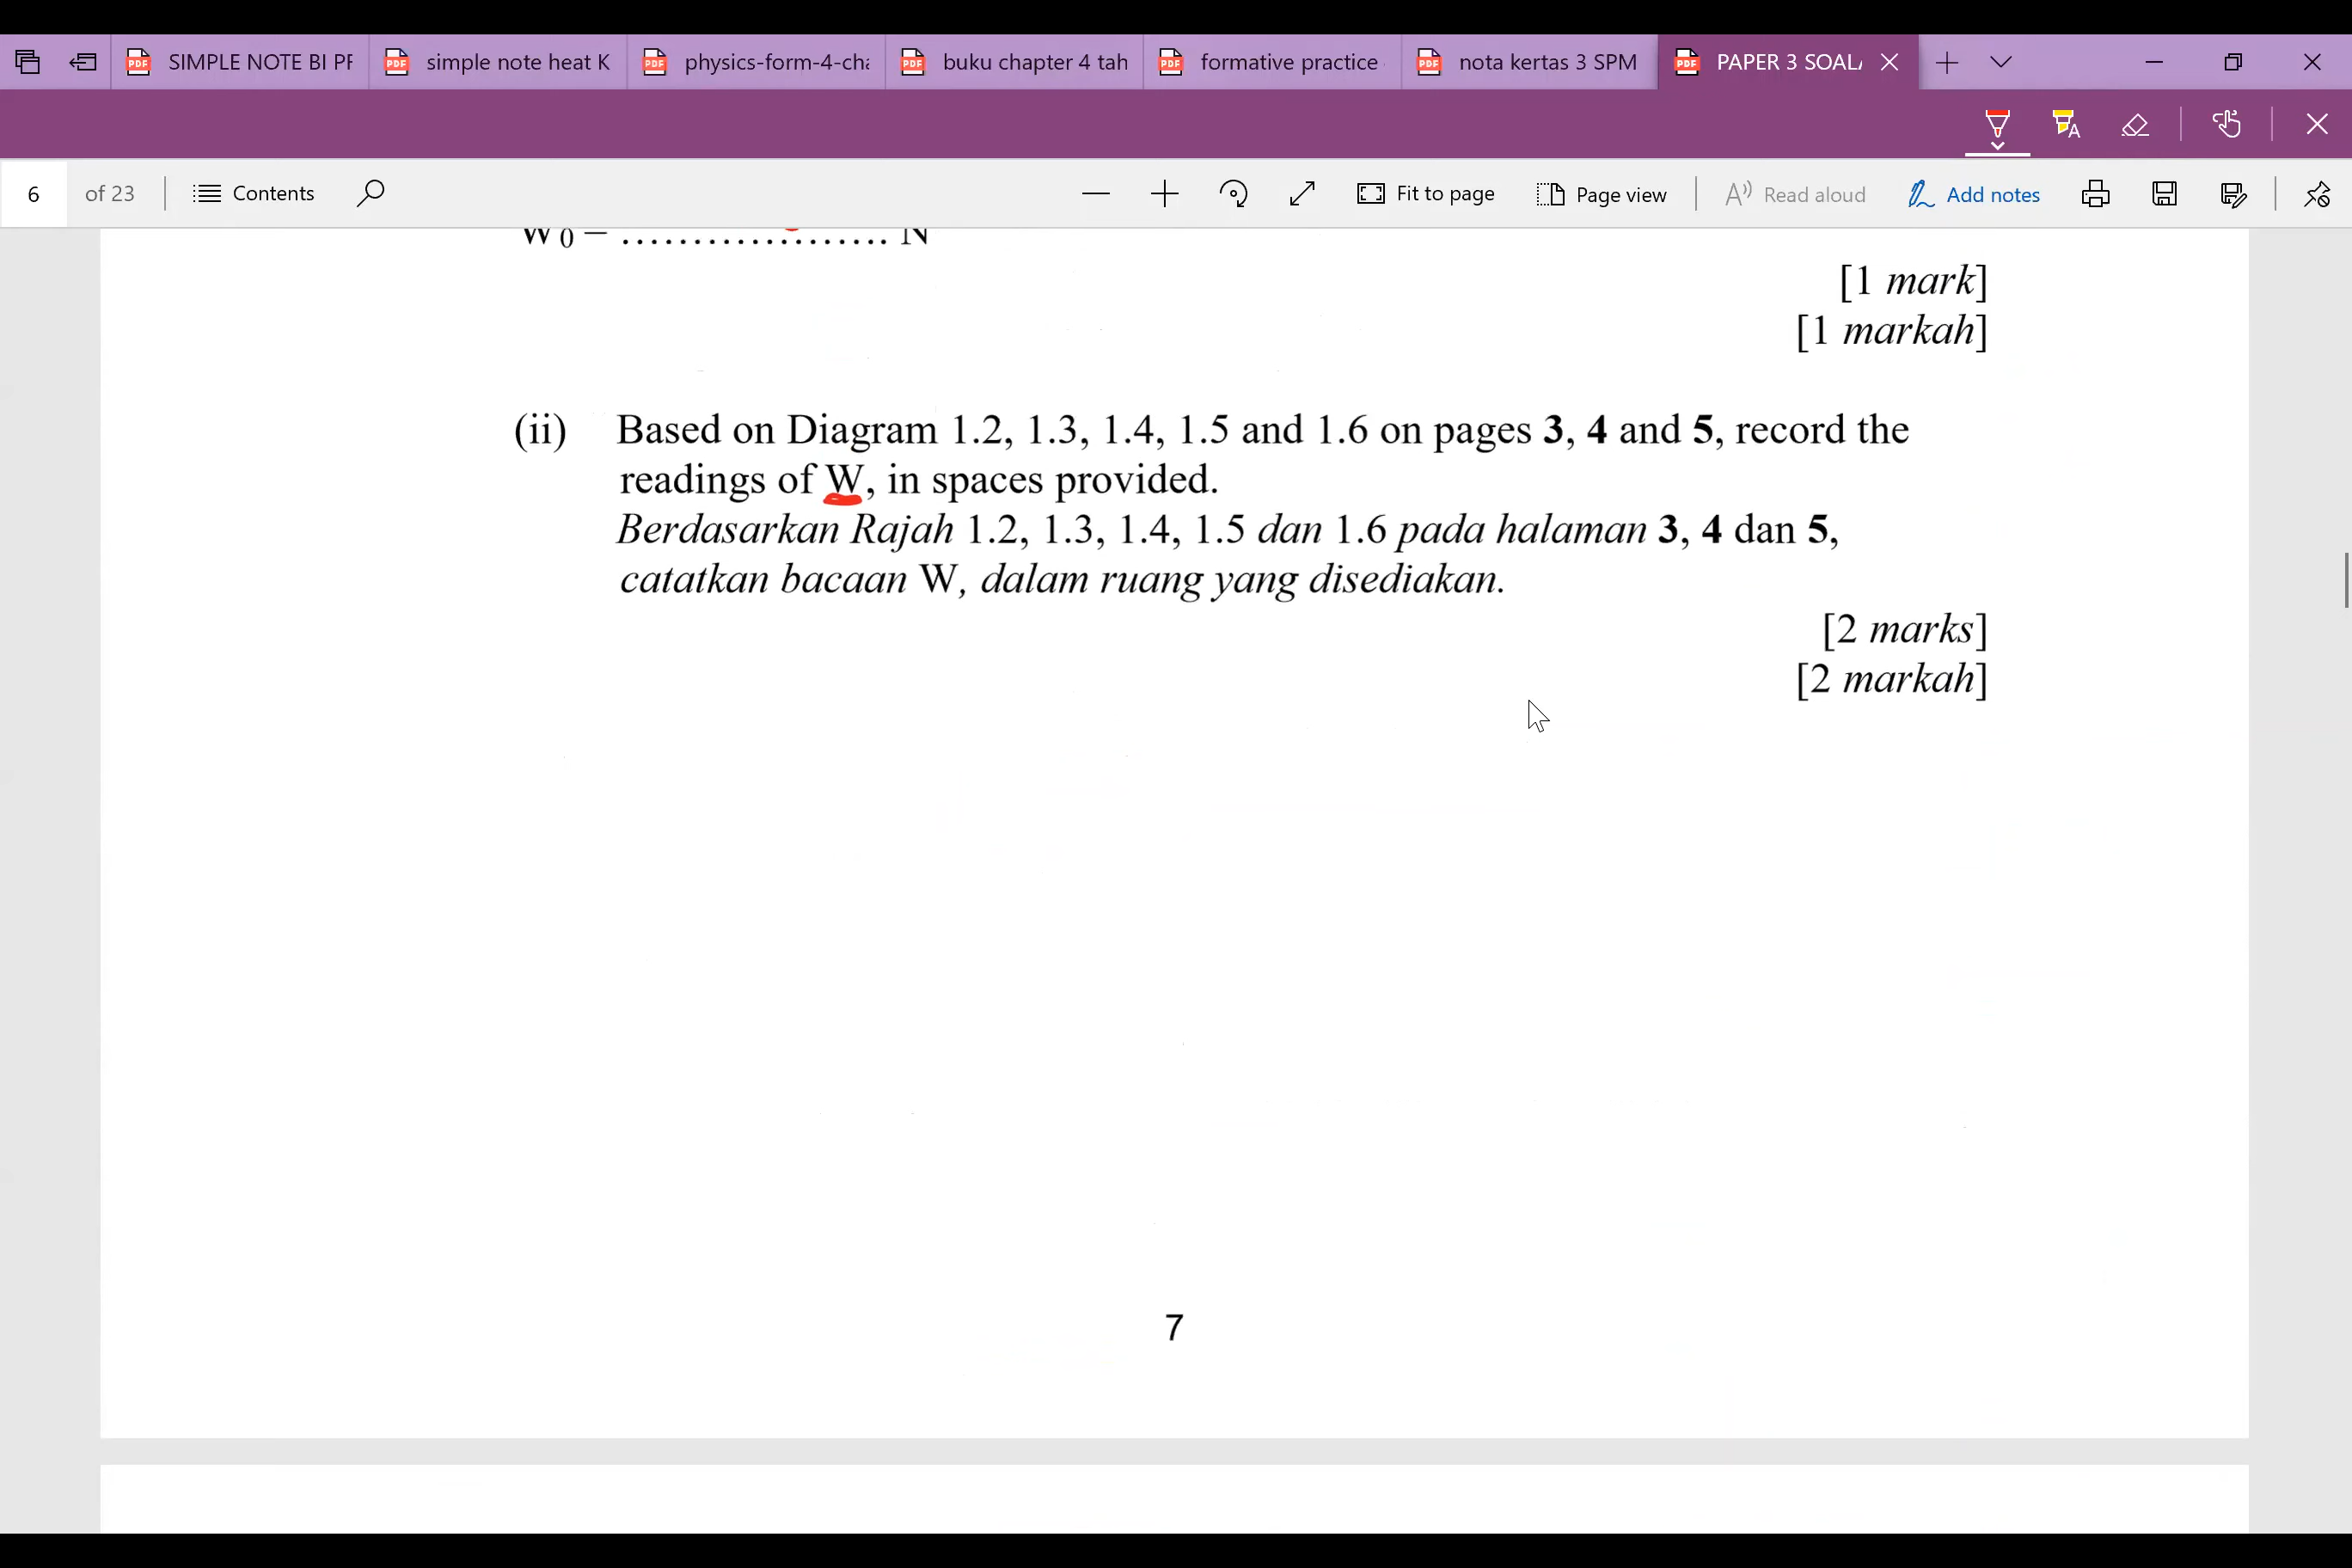 SIMPLE NOTE BI PF
simple note heat K
physics-form-4-cha
buku chapter 4 tah
formative practice
nota kertas 3 SPM
PAPER 3 SOAL
6 of 23 Contents Fit to page Page view Read aloud Add notes
W 0 = ................... N
[1 mark]
[1 markah]
(ii) Based on Diagram 1.2, 1.3, 1.4, 1.5 and 1.6 on pages 3, 4 and 5, record the
readings of W, in spaces provided.
Berdasarkan Rajah 1.2, 1.3, 1.4, 1.5 dan 1.6 pada halaman 3, 4 dan 5,
catatkan bacaan W, dalam ruang yang disediakan.
[2 marks]
[2 markah]
7